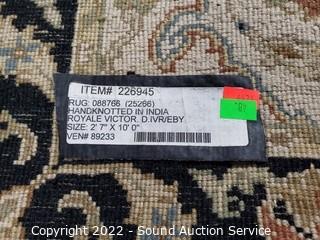 ITEM# 226945
RUG: 088766 (25266)
HANDKNOTTED IN INDIA
ROYALE VICTOR. D.IVR/EBY
SIZE: 2' 7" X 10' 0"
VEN# 89233
Copyright 2022 - Sound Auction Service